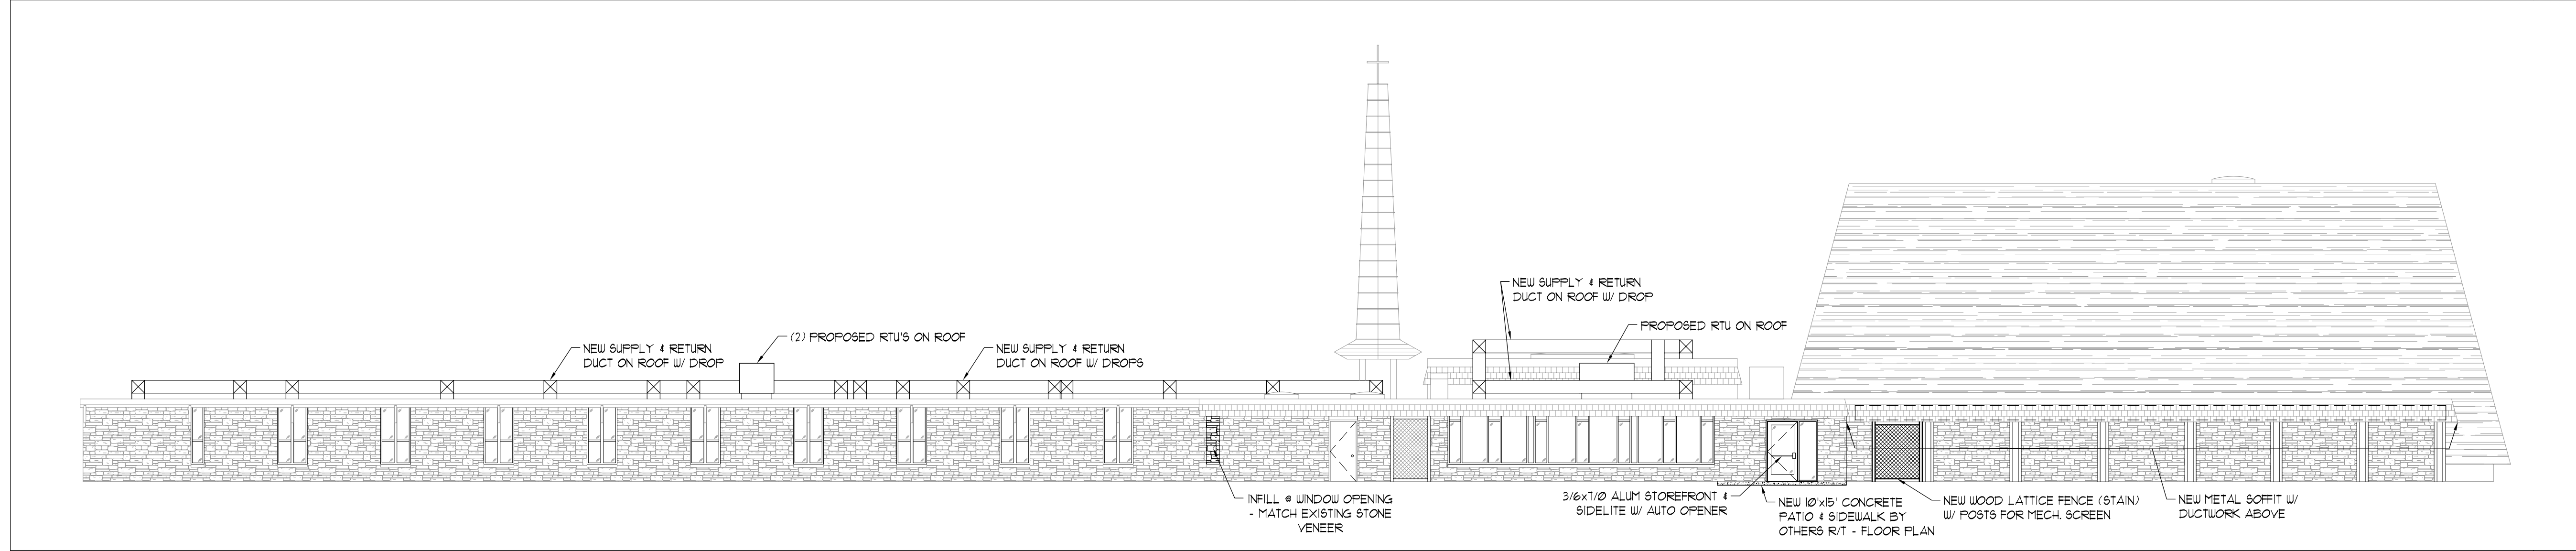 NEW SUPPLY & RETURN
DUCT ON ROOF W/ DROP
(2) PROPOSED RTU'S ON ROOF
NEW SUPPLY & RETURN
DUCT ON ROOF W/ DROPS
NEW SUPPLY & RETURN
DUCT ON ROOF W/ DROP
PROPOSED RTU ON ROOF
INFILL @ WINDOW OPENING
- MATCH EXISTING STONE
VENEER
3/6x7/0 ALUM STOREFRONT &
SIDELITE W/ AUTO OPENER
NEW 10'x15' CONCRETE
PATIO & SIDEWALK BY
OTHERS R/T - FLOOR PLAN
NEW WOOD LATTICE FENCE (STAIN)
W/ POSTS FOR MECH. SCREEN
NEW METAL SOFFIT W/
DUCTWORK ABOVE